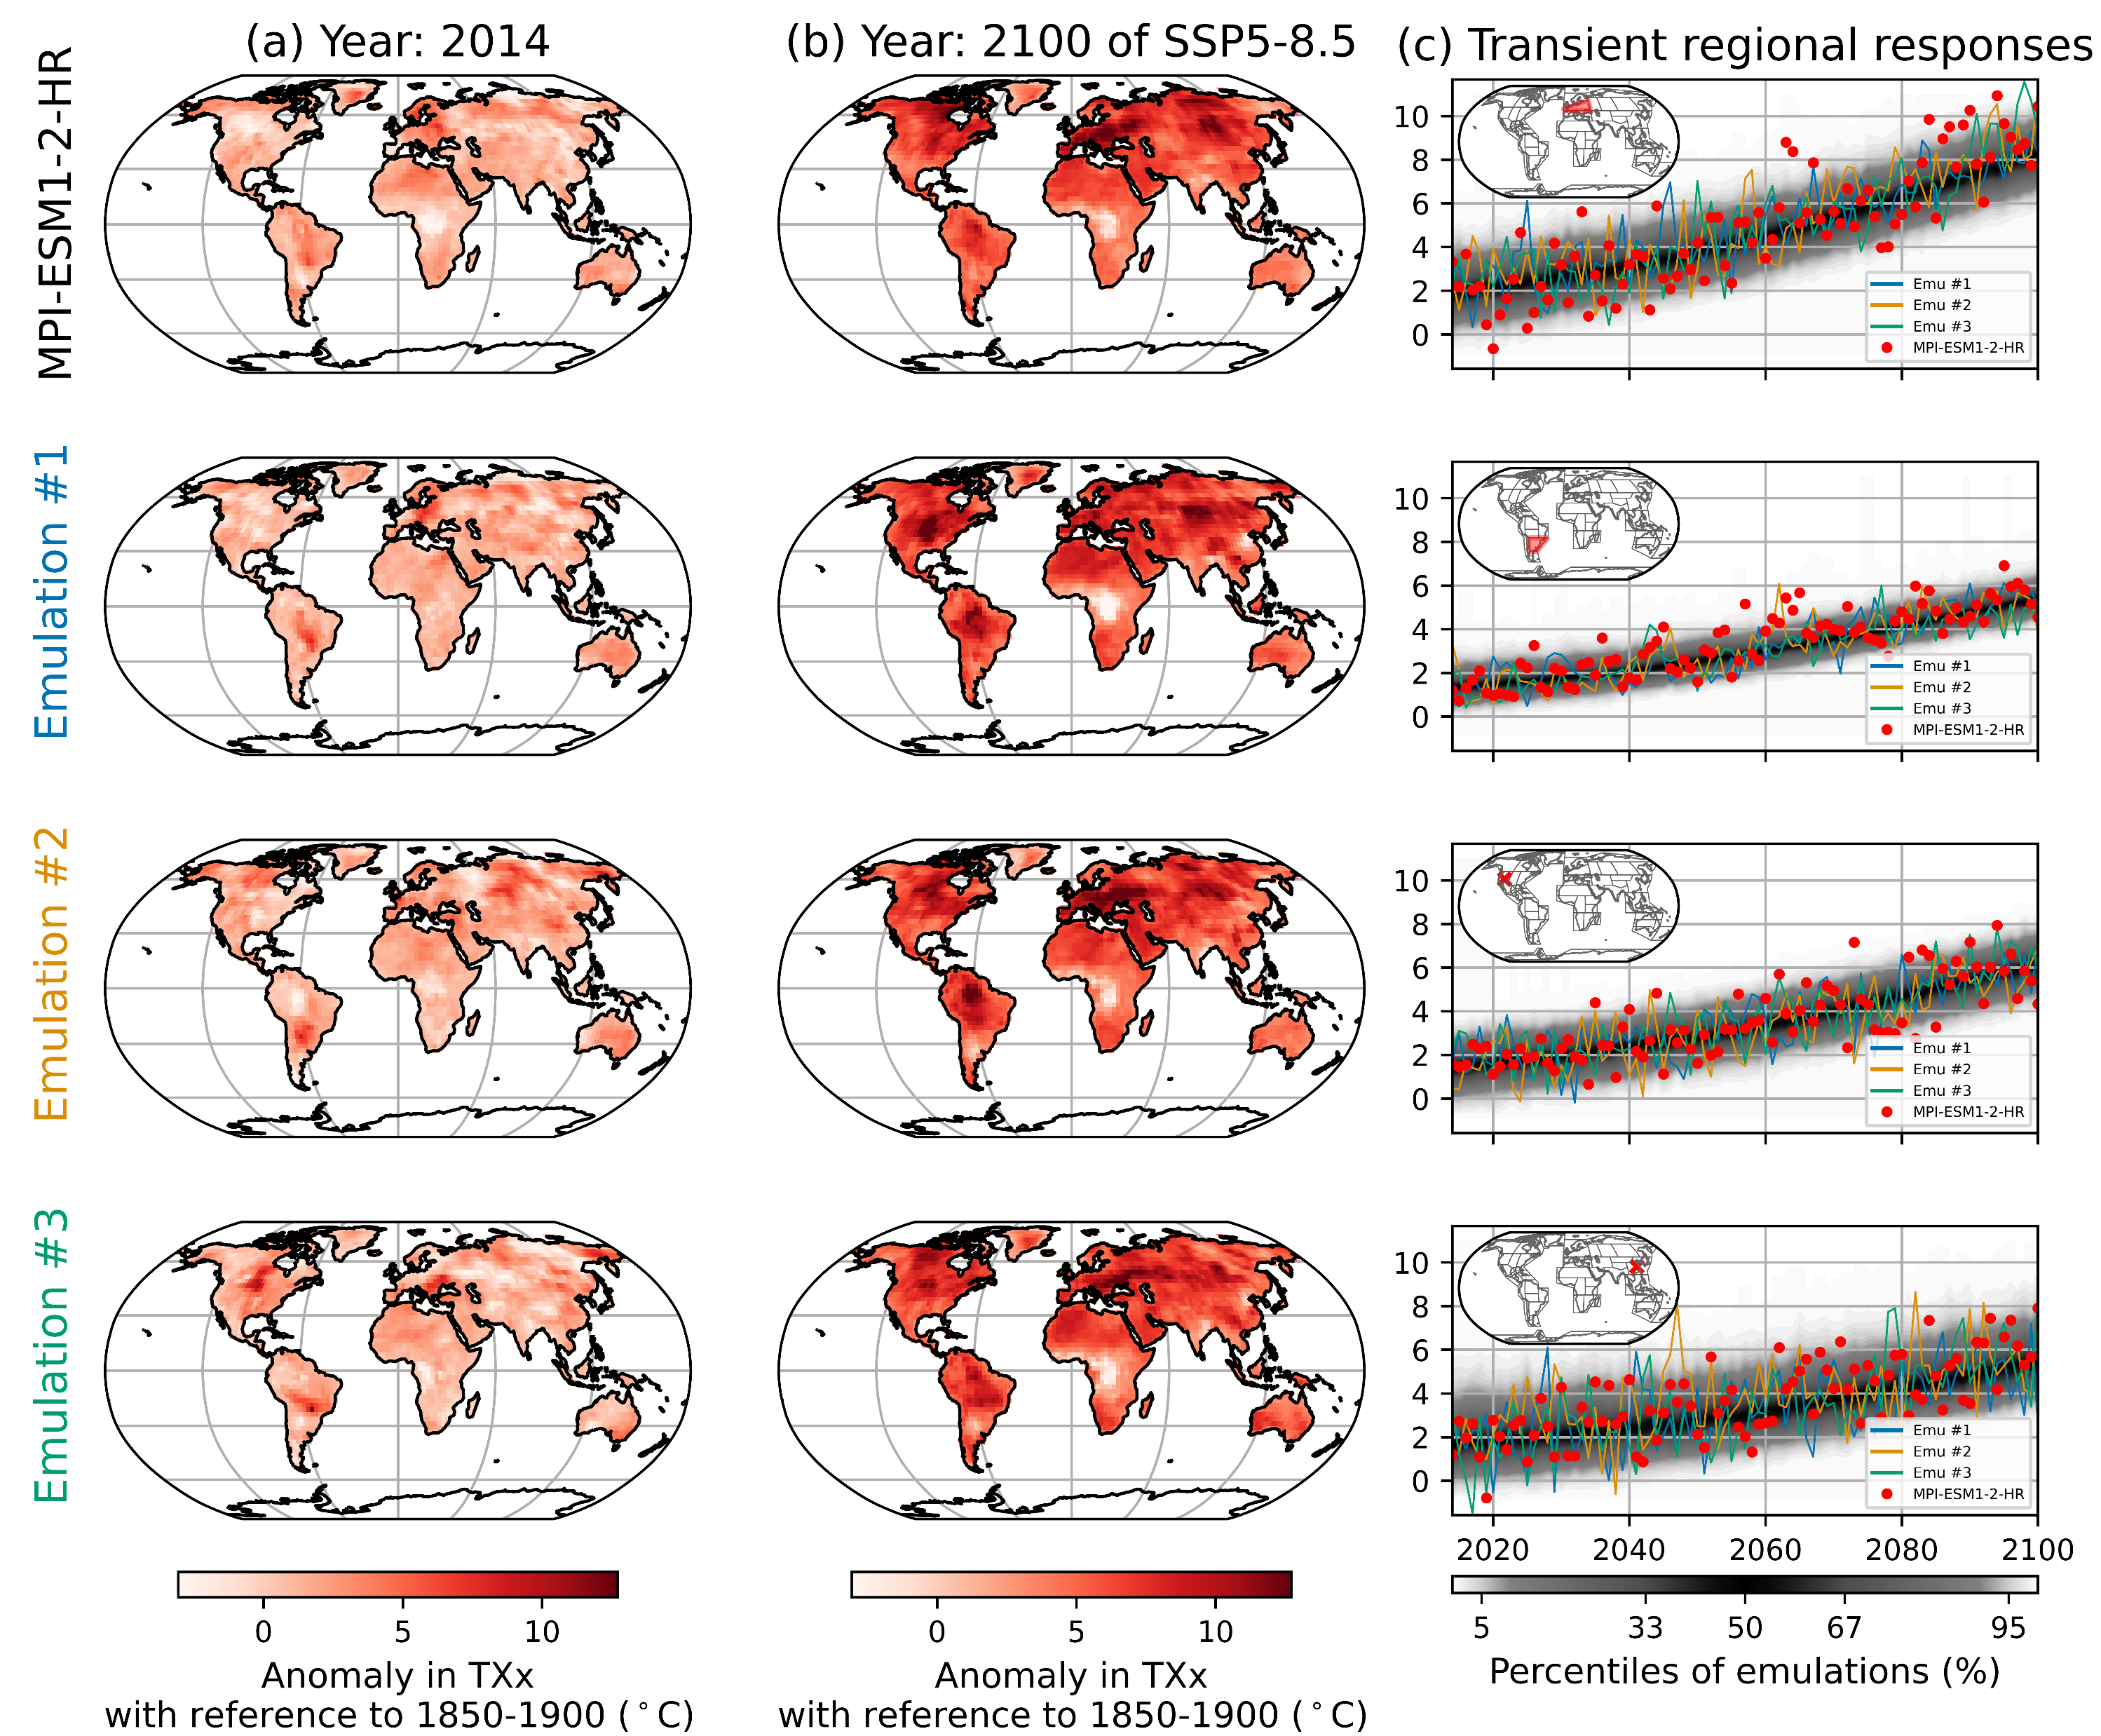 (a) Year: 2014
(b) Year: 2100 of SSP5-8.5
(c) Transient regional responses
MPI-ESM1-2-HR
10
8
6
4
2
0
Emu #1
Emu #2
Emu #3
MPI-ESM1-2-HR
Emulation #1
10
8
6
4
2
0
Emu #1
Emu #2
Emu #3
MPI-ESM1-2-HR
Emulation #2
10
8
6
4
2
0
Emu #1
Emu #2
Emu #3
MPI-ESM1-2-HR
Emulation #3
10
8
6
4
2
0
Emu #1
Emu #2
Emu #3
MPI-ESM1-2-HR
2020 2040 2060 2080 2100
0 5 10
Anomaly in TXx
with reference to 1850-1900 (°C)
0 5 10
Anomaly in TXx
with reference to 1850-1900 (°C)
5 33 50 67 95
Percentiles of emulations (%)